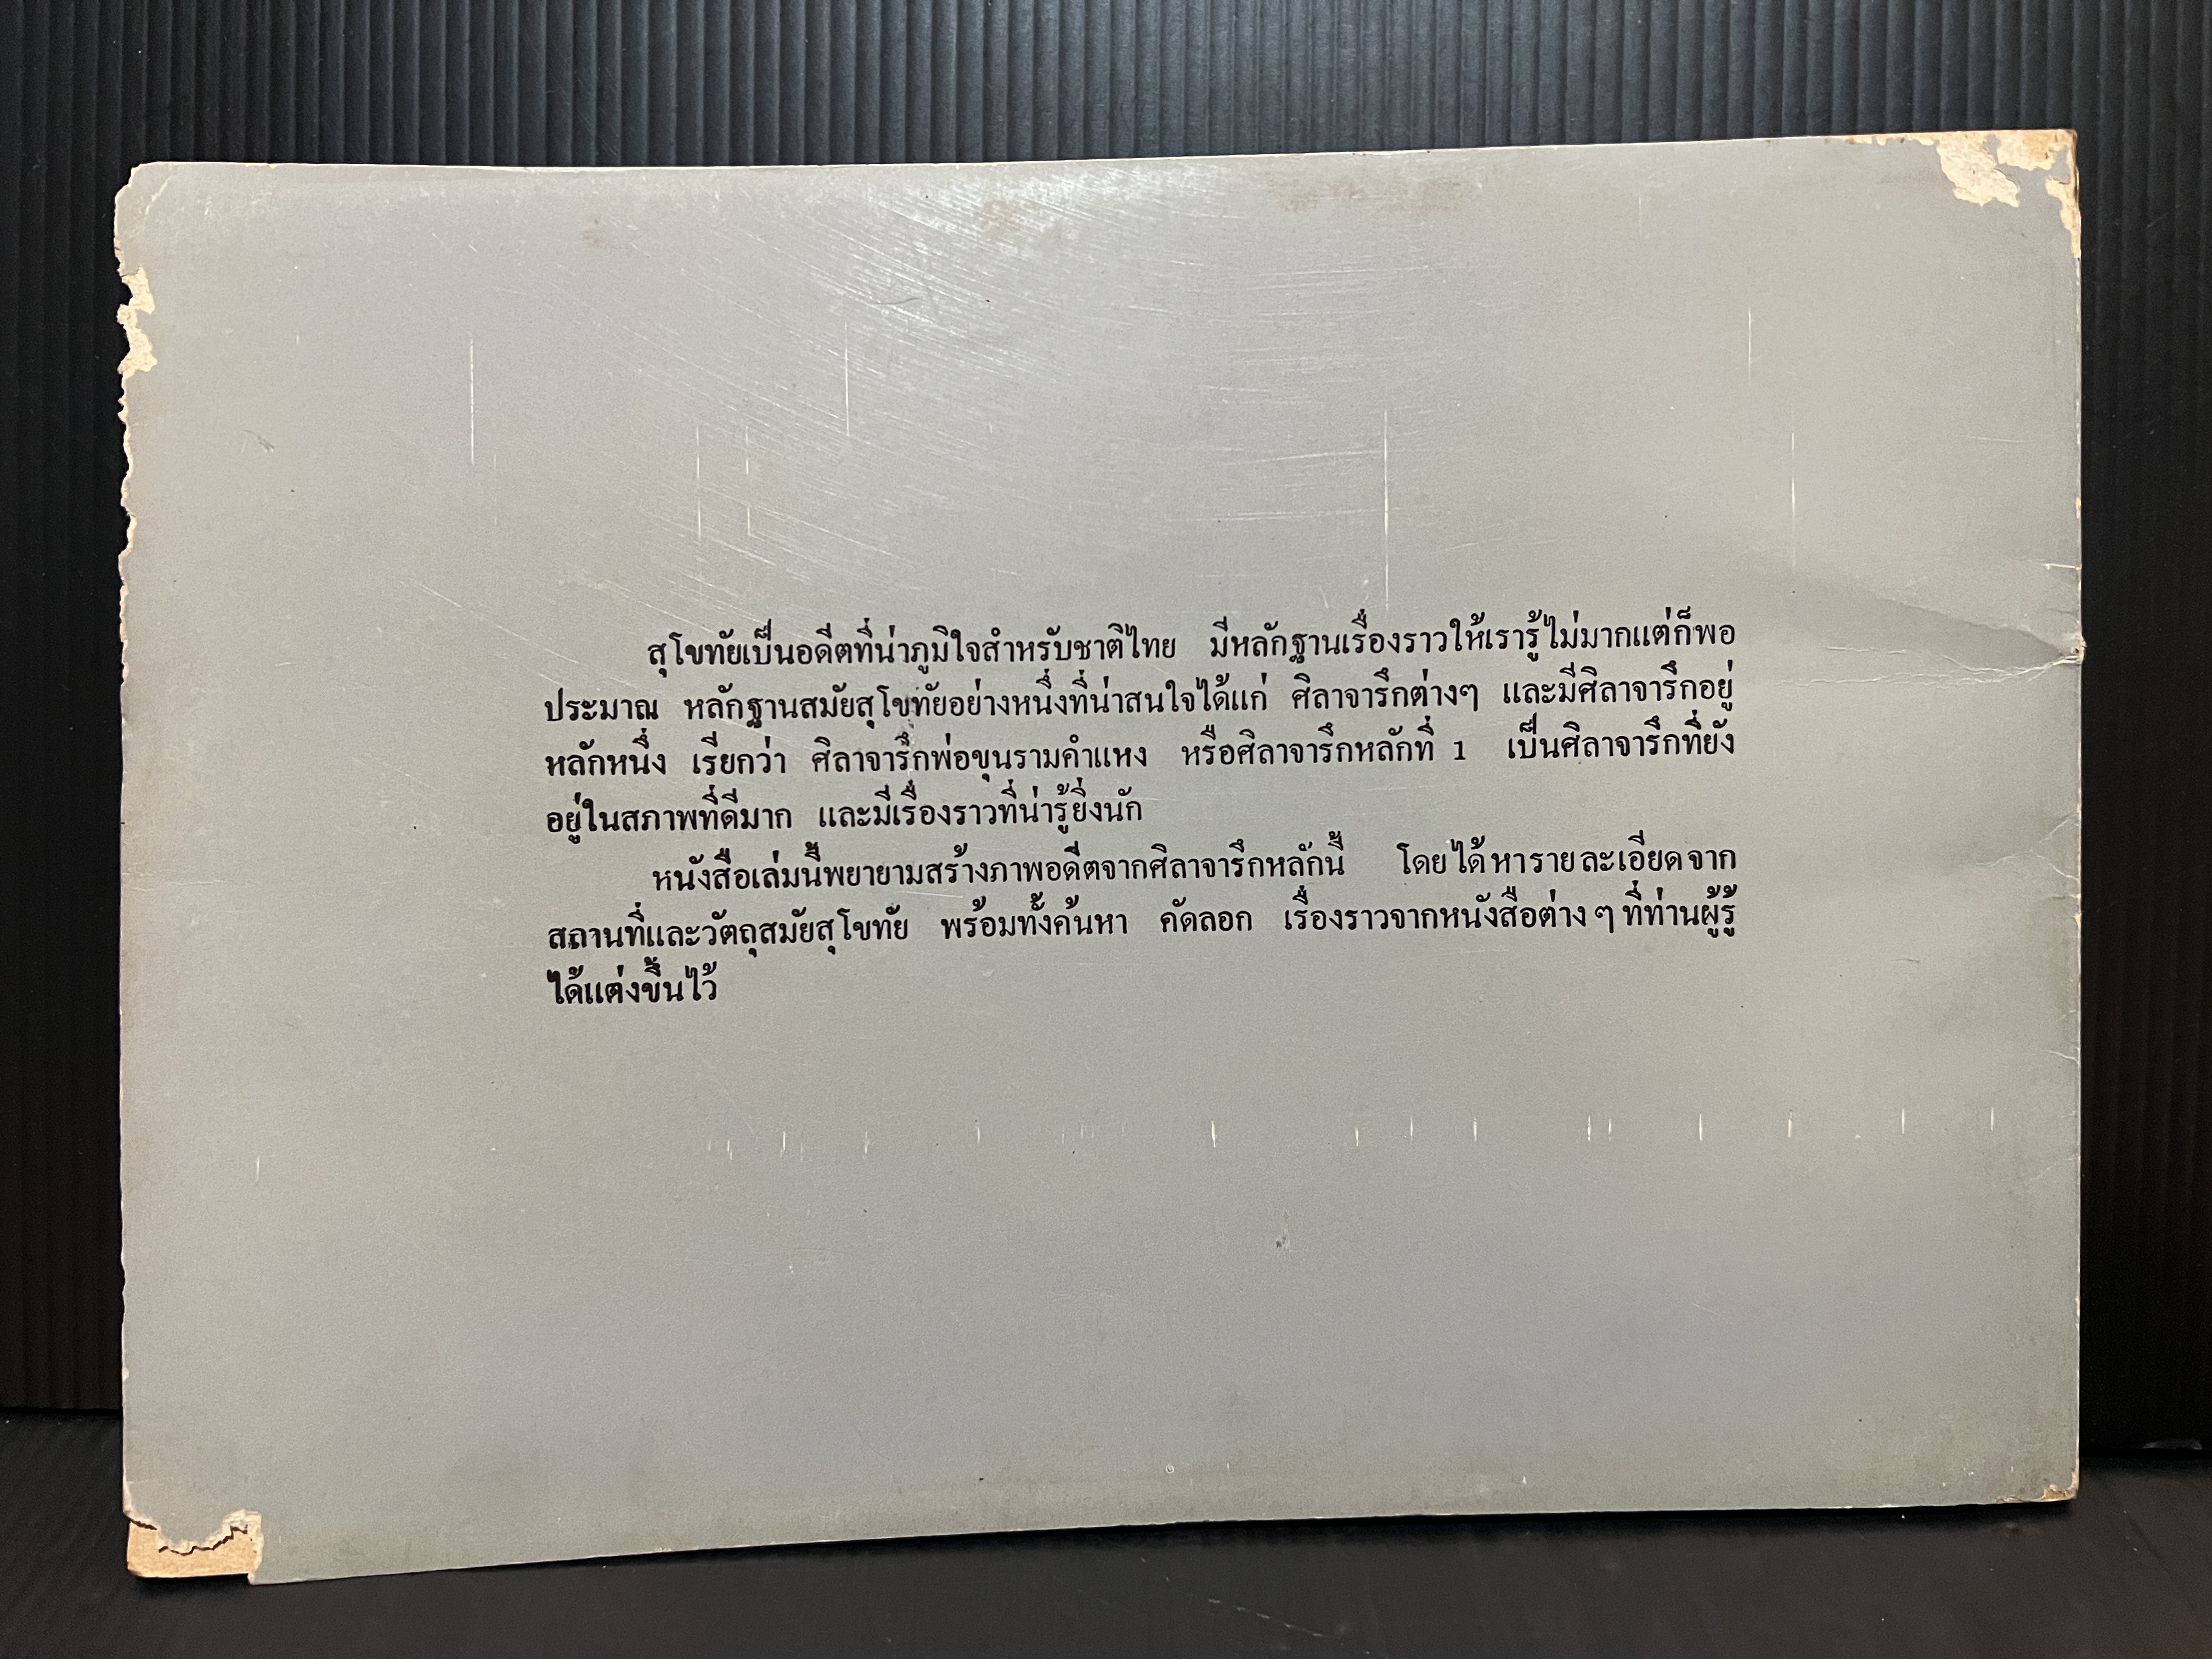 สุโขทัยเป็นอดีตที่น่าภูมิใจสำหรับชาติไทย มีหลักฐานเรื่องราวให้เรารู้ไม่มากแต่ก็พอ
ประมาณ หลักฐานสมัยสุโขทัยอย่างหนึ่งที่น่าสนใจได้แก่ ศิลาจารึกต่างๆ และมีศิลาจารึกอยู่
หลักหนึ่ง เรียกว่า ศิลาจารึกพ่อขุนรามคำแหง หรือศิลาจารึกหลักที่ 1 เป็นศิลาจารึกที่ยัง
อยู่ในสภาพที่ดีมาก และมีเรื่องราวที่น่ารู้ยิ่งนัก
หนังสือเล่มนี้พยายามสร้างภาพอดีตจากศิลาจารึกหลักนี้ โดยได้หารายละเอียดจาก
สถานที่และวัตถุสมัยสุโขทัย พร้อมทั้งค้นหา คัดลอก เรื่องราวจากหนังสือต่าง ๆ ที่ท่านผู้รู้
ได้แต่งขึ้นไว้